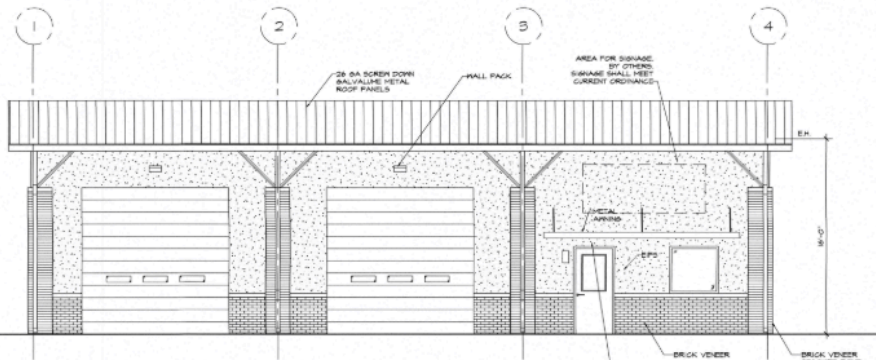 1
2
3
4
26 GA SCREW DOWN
GALVALUME METAL
ROOF PANELS
WALL PACK
AREA FOR SIGNAGE.
BY OTHERS.
SIGNAGE SHALL MEET
CURRENT ORDINANCE
E.H.
METAL
AWNING
16'-0"
EIFS
BRICK VENEER
BRICK VENEER